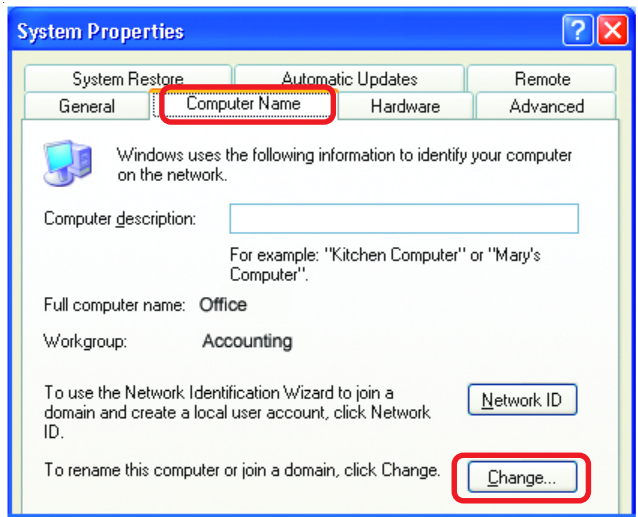 System Properties
System Restore Automatic Updates Remote
General Computer Name Hardware Advanced
Windows uses the following information to identify your computer
on the network.
Computer description:
For example: "Kitchen Computer" or "Mary's
Computer".
Full computer name: Office
Workgroup: Accounting
To use the Network Identification Wizard to join a
domain and create a local user account, click Network
ID.
Network ID
To rename this computer or join a domain, click Change.
Change...